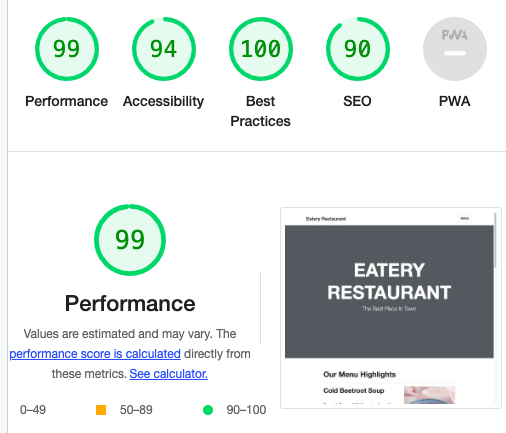 99
94
100
90
PWA
Performance
Accessibility
Best
Practices
SEO
PWA
99
Performance
Values are estimated and may vary. The
performance score is calculated directly from
these metrics. See calculator.
0–49
50–89
90–100
Eatery Restaurant
EATERY
RESTAURANT
The Best Place In Town
Our Menu Highlights
Cold Beetroot Soup